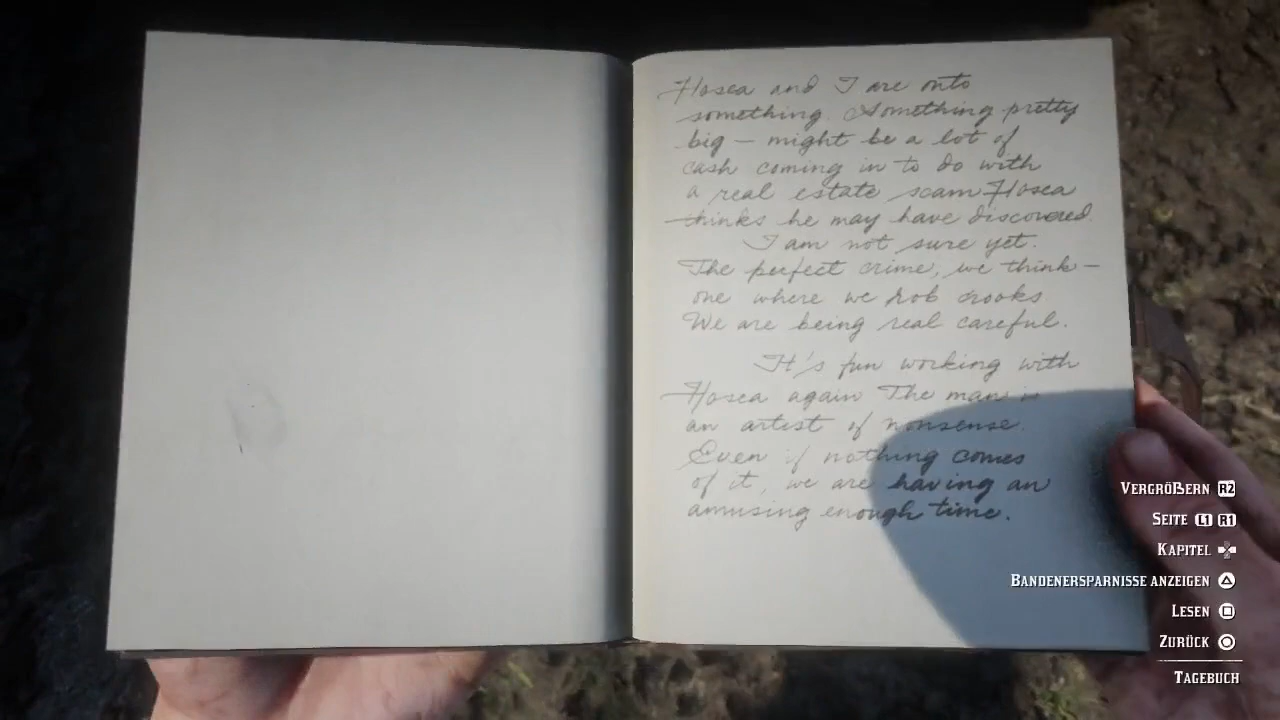 Hosea and I are onto
something. Something pretty
big – might be a lot of
cash coming in to do with
a real estate scam Hosea
thinks he may have discovered.
I am not sure yet.
The perfect crime, we think –
one where we rob crooks.
We are being real careful.
It's fun working with
Hosea again The man is
an artist of nonsense.
Even if nothing comes
of it, we are having an
amusing enough time.
Vergrößern R2
Seite L1 R1
Kapitel
Bandenersparnisse anzeigen
Lesen
Zurück
Tagebuch